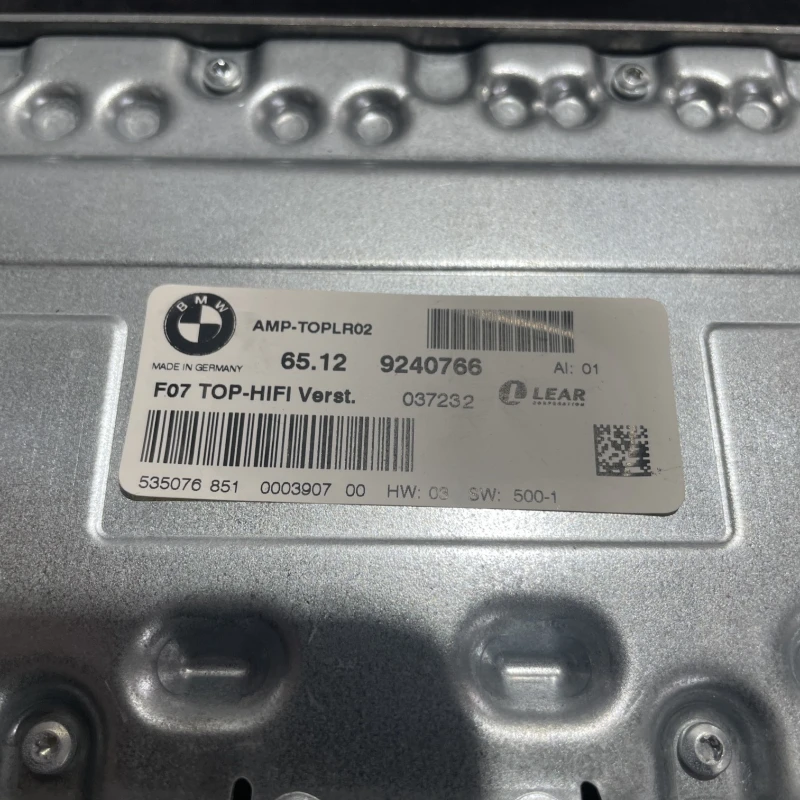 BMW
AMP-TOPLR02
65.12 9240766 AI: 01
MADE IN GERMANY
F07 TOP-HIFI Verst. 037232 LEAR
CORPORATION
535076 851 0003907 00 HW: 03 SW: 500-1